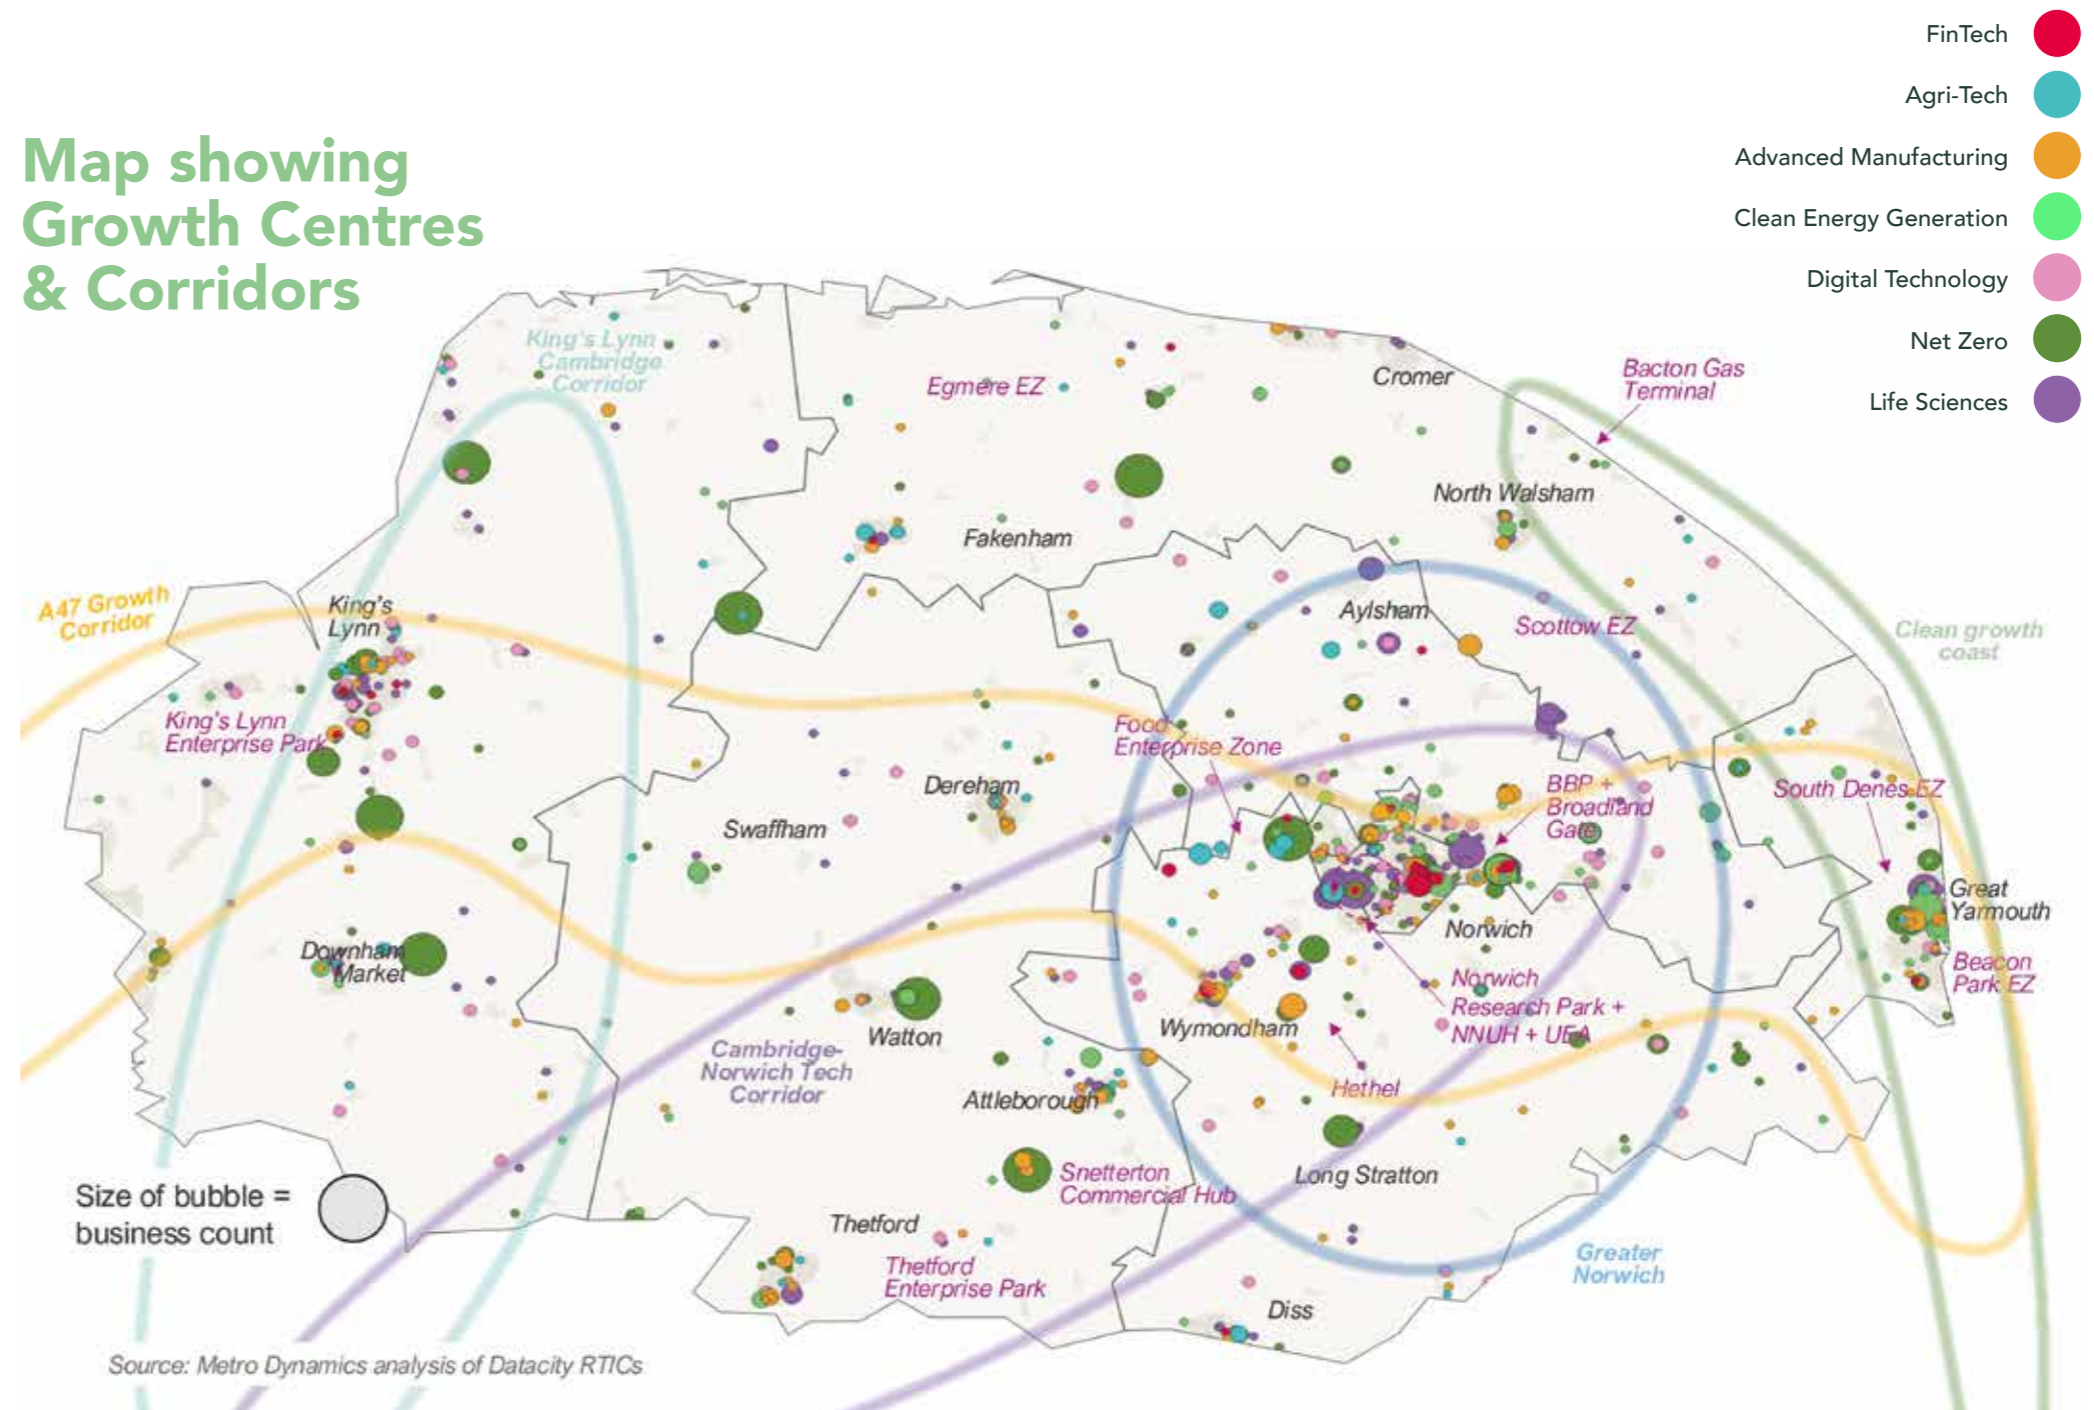 FinTech
Agri-Tech
Advanced Manufacturing
Clean Energy Generation
Digital Technology
Net Zero
Life Sciences
Map showing
Growth Centres
& Corridors
King's Lynn
Cambridge
Corridor
Egmere EZ
Cromer
Bacton Gas
Terminal
North Walsham
Fakenham
A47 Growth
Corridor
King's
Lynn
Aylsham
Scottow EZ
Clean growth
coast
King's Lynn
Enterprise Park
Food
Enterprise Zone
Dereham
BBP +
Broadland
Gate
South Denes EZ
Swaffham
Great
Yarmouth
Norwich
Downham
Market
Beacon
Park EZ
Norwich
Research Park +
NNUH + UEA
Wymondham
Watton
Cambridge-
Norwich Tech
Corridor
Hethel
Attleborough
Snetterton
Commercial Hub
Long Stratton
Size of bubble =
business count
Thetford
Thetford
Enterprise Park
Greater
Norwich
Diss
Source: Metro Dynamics analysis of Datacity RTICs